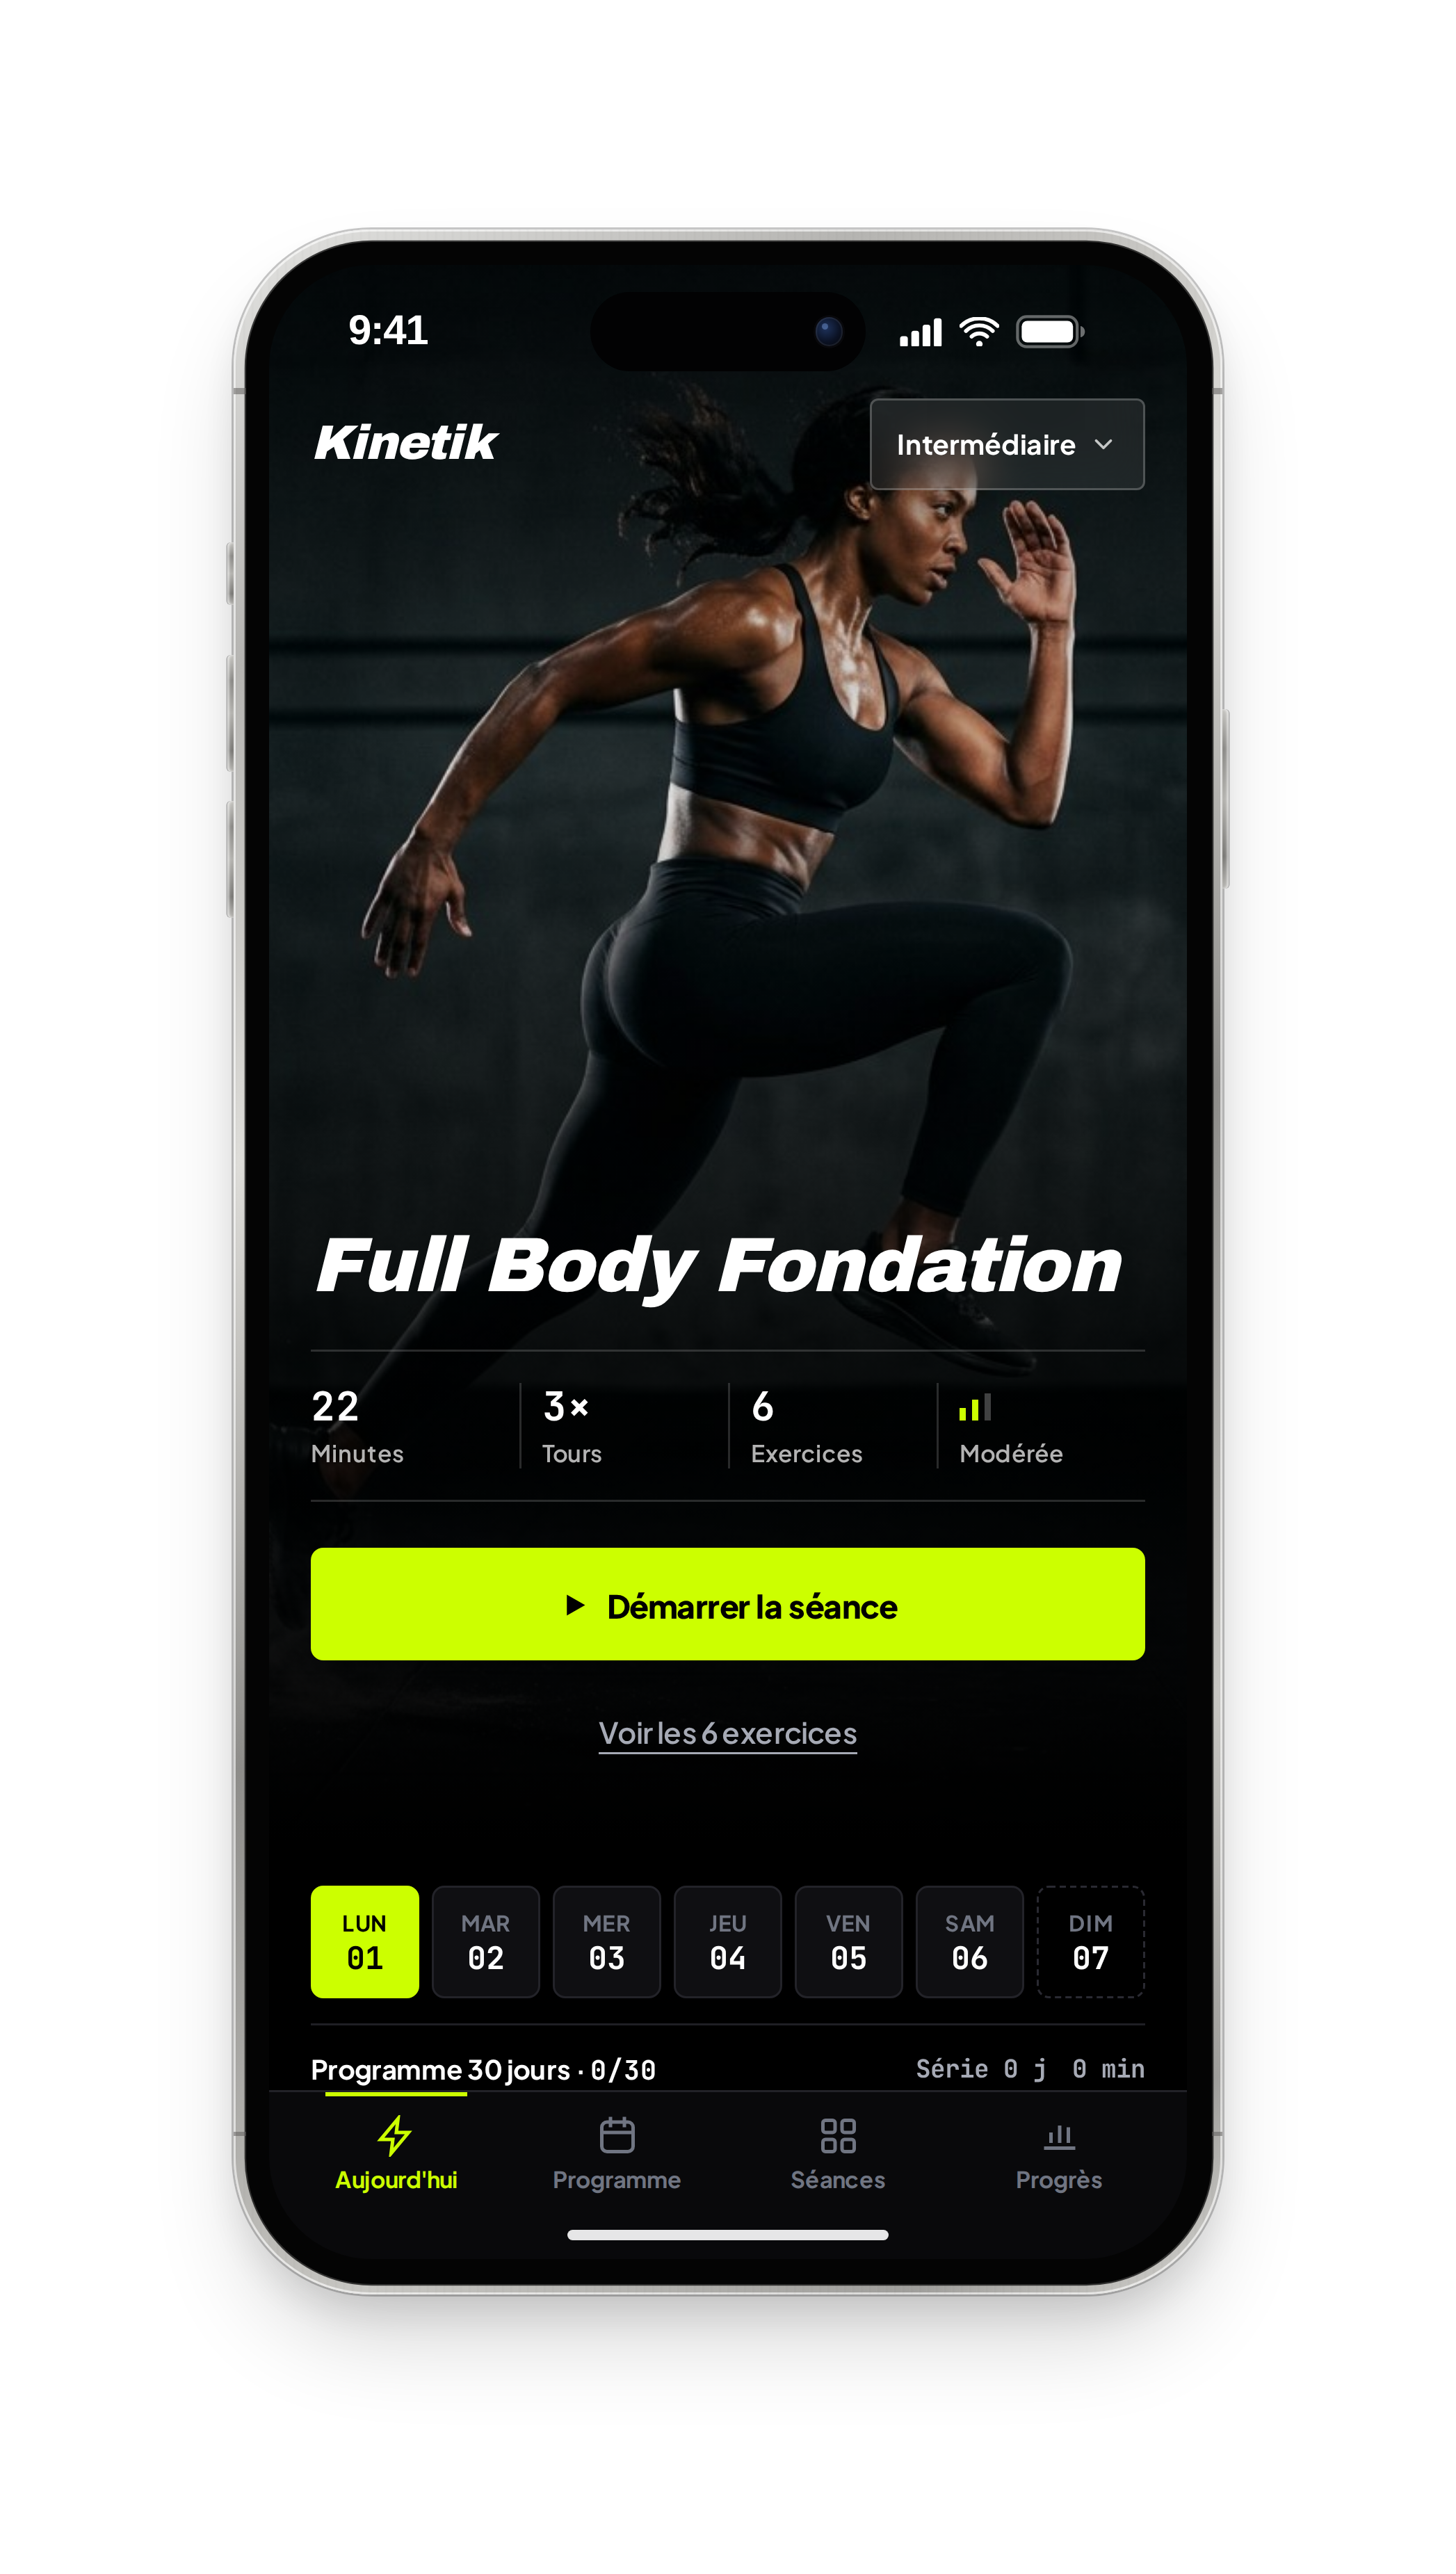 9:41
Kinetik
Intermédiaire
Full Body Fondation
22 3× 6
Minutes Tours Exercices Modérée
Démarrer la séance
Voir les 6 exercices
LUN MAR MER JEU VEN SAM DIM
01 02 03 04 05 06 07
Programme 30 jours · 0/30 Série 0 j 0 min
Aujourd'hui Programme Séances Progrès